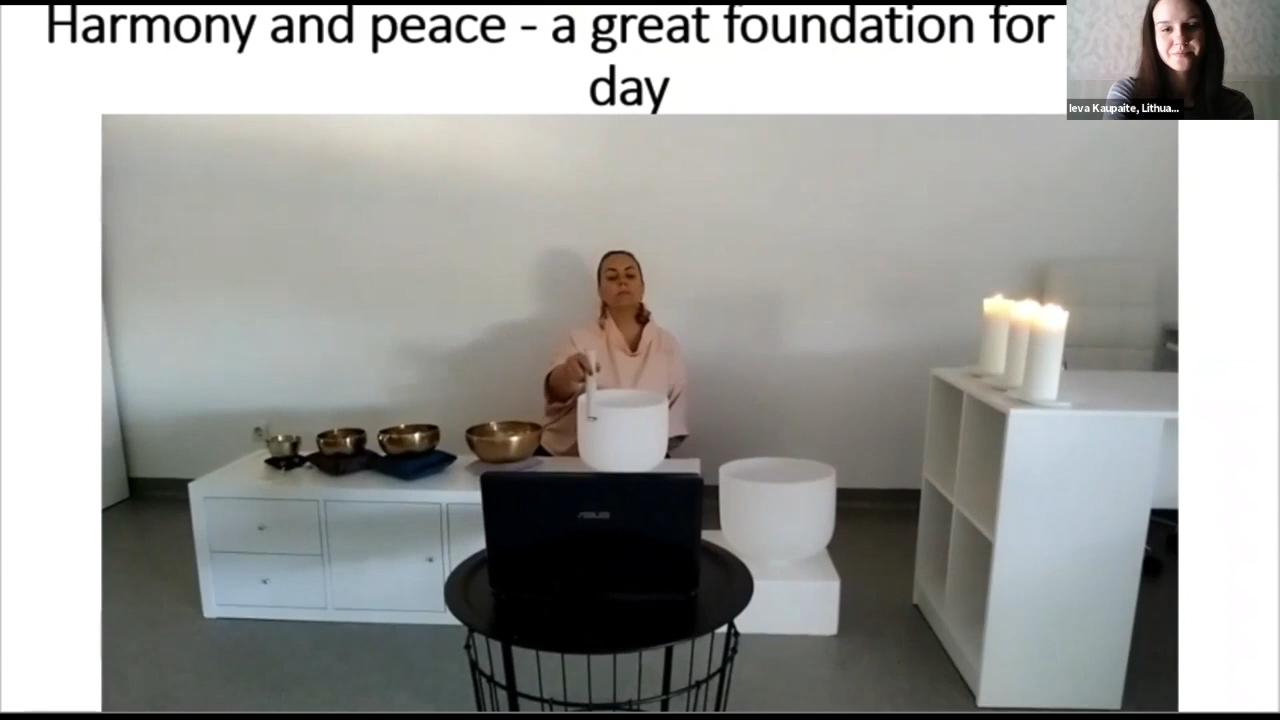 Harmony and peace - a great foundation for
day
Ieva Kaupaite, Lithua...
ASUS